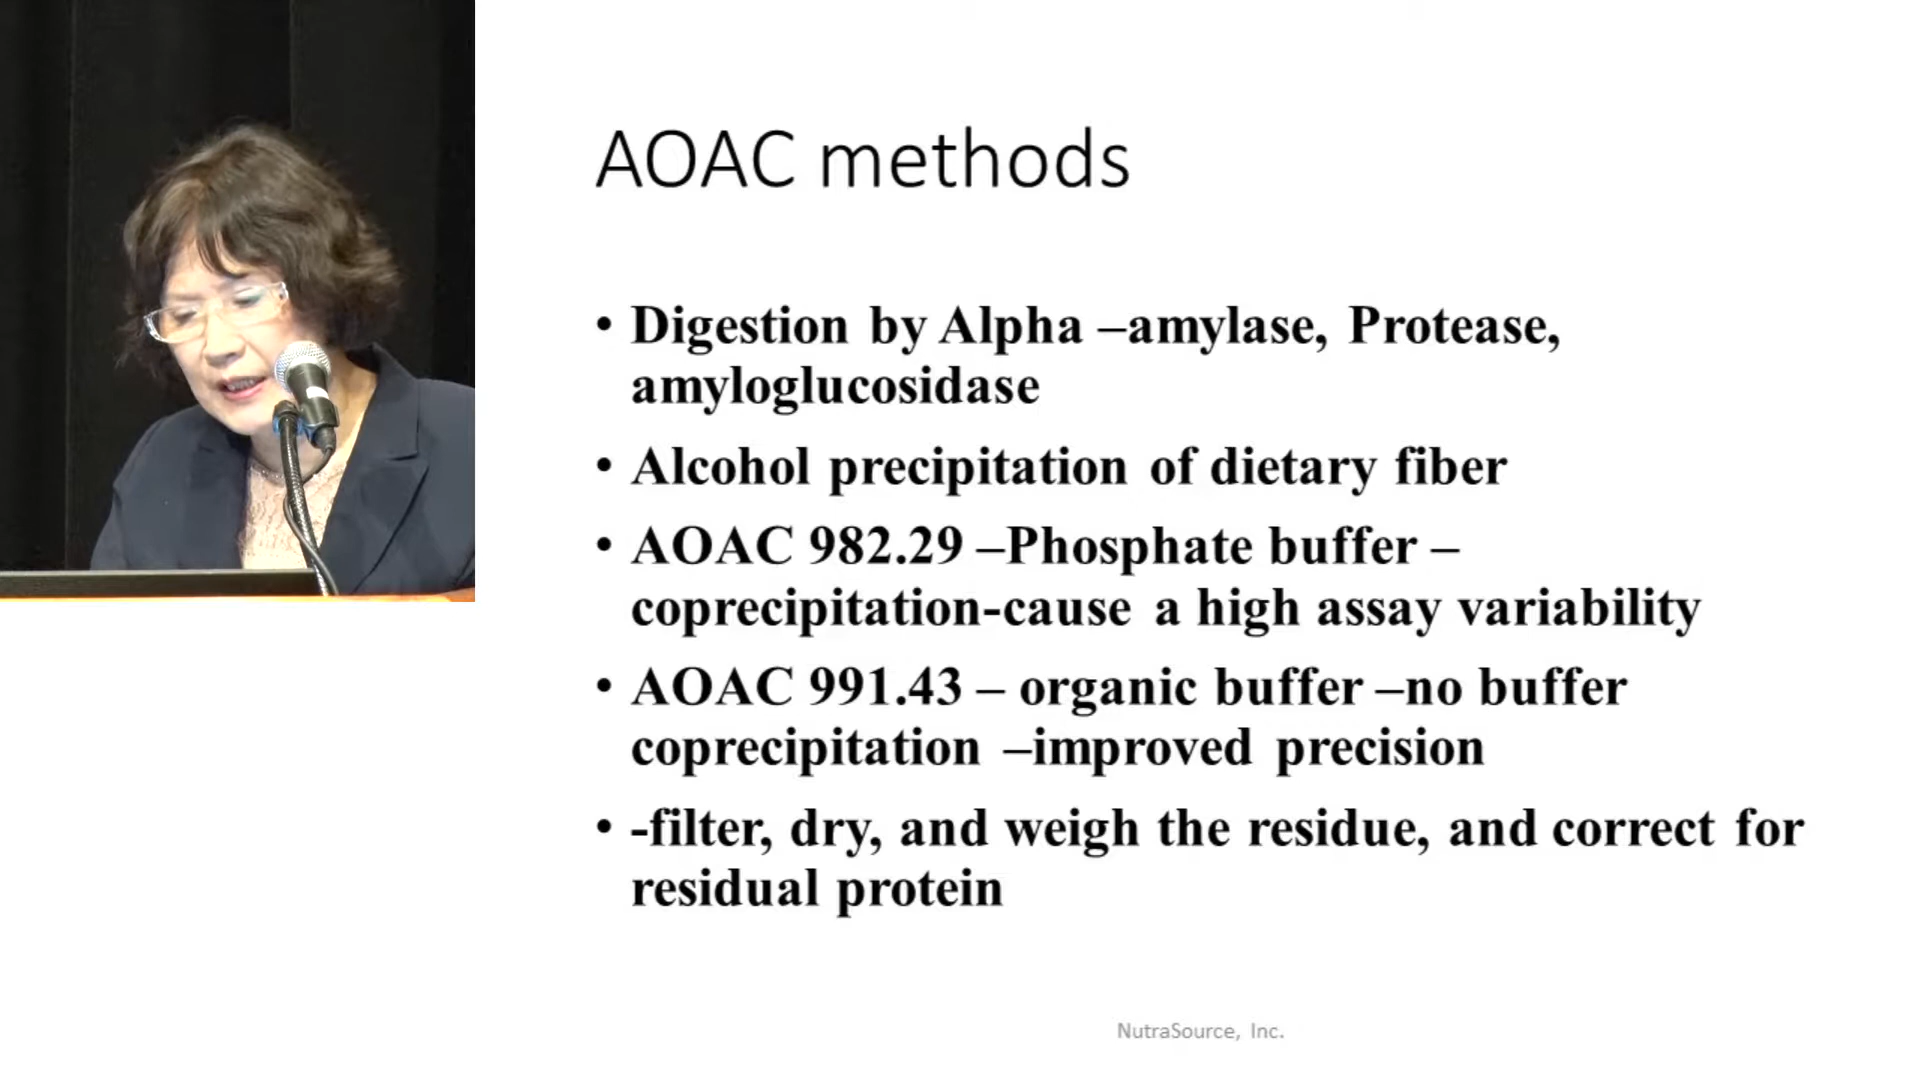 AOAC methods
• Digestion by Alpha –amylase, Protease,
amyloglucosidase
• Alcohol precipitation of dietary fiber
• AOAC 982.29 –Phosphate buffer –
coprecipitation-cause a high assay variability
• AOAC 991.43 – organic buffer –no buffer
coprecipitation –improved precision
• -filter, dry, and weigh the residue, and correct for
residual protein
NutraSource, Inc.